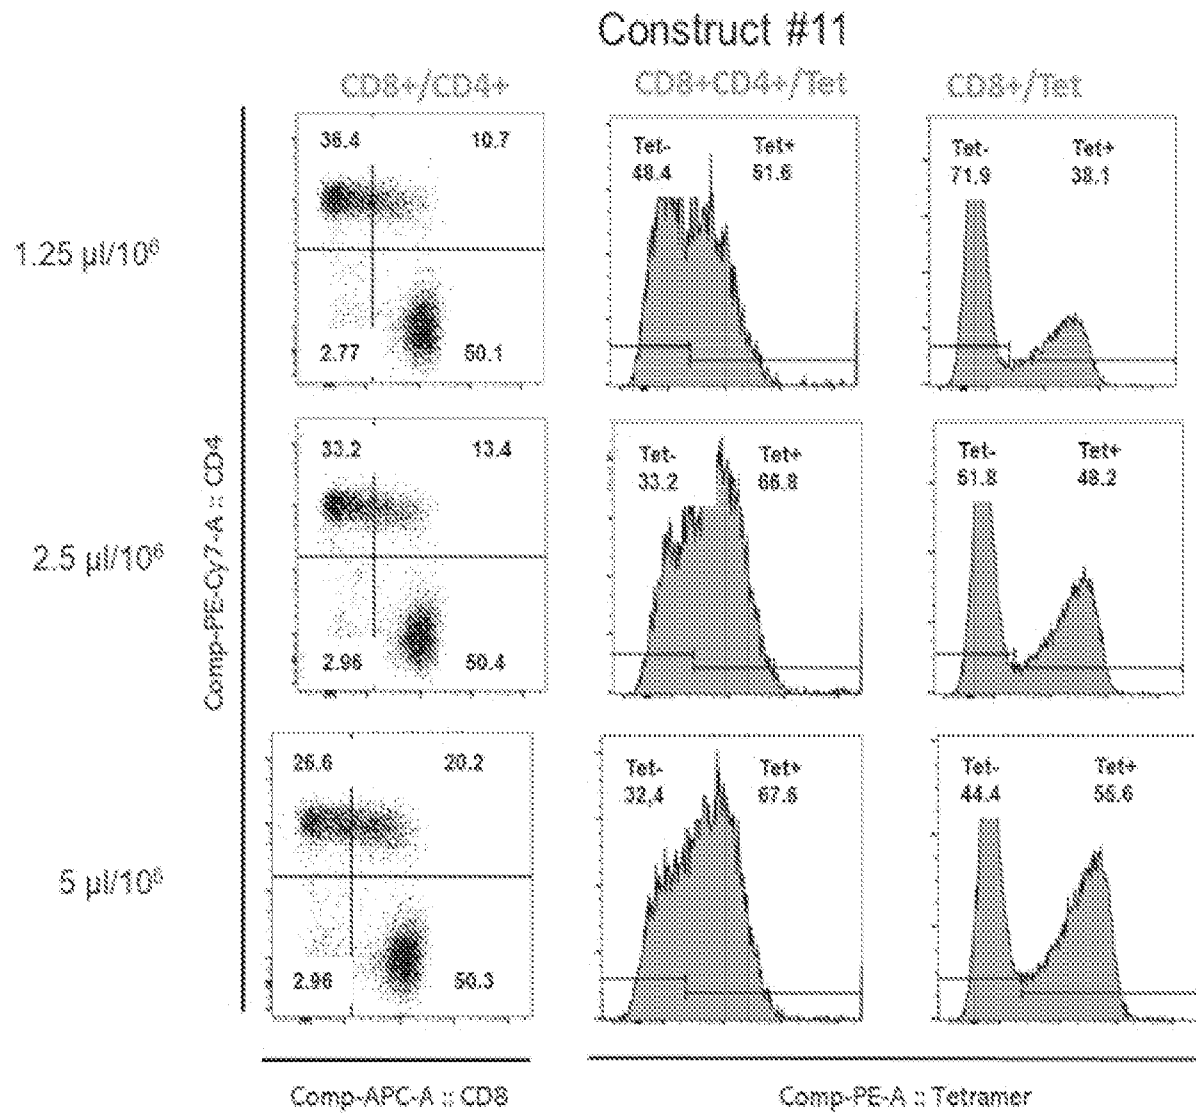 Construct #11
CD8+/CD4+
CD8+CD4+/Tet
CD8+/Tet
1.25 µl/10⁶
36.4 10.7
2.77 50.1
Tet- Tet+
48.4 51.6
Tet- Tet+
71.9 38.1
2.5 µl/10⁶
33.2 13.4
2.96 50.4
Tet- Tet+
33.2 66.8
Tet- Tet+
61.8 48.2
5 µl/10⁶
26.6 20.2
2.96 50.3
Tet- Tet+
32.4 67.6
Tet- Tet+
44.4 55.6
Comp-PE-Cy7-A :: CD4
Comp-APC-A :: CD8
Comp-PE-A :: Tetramer